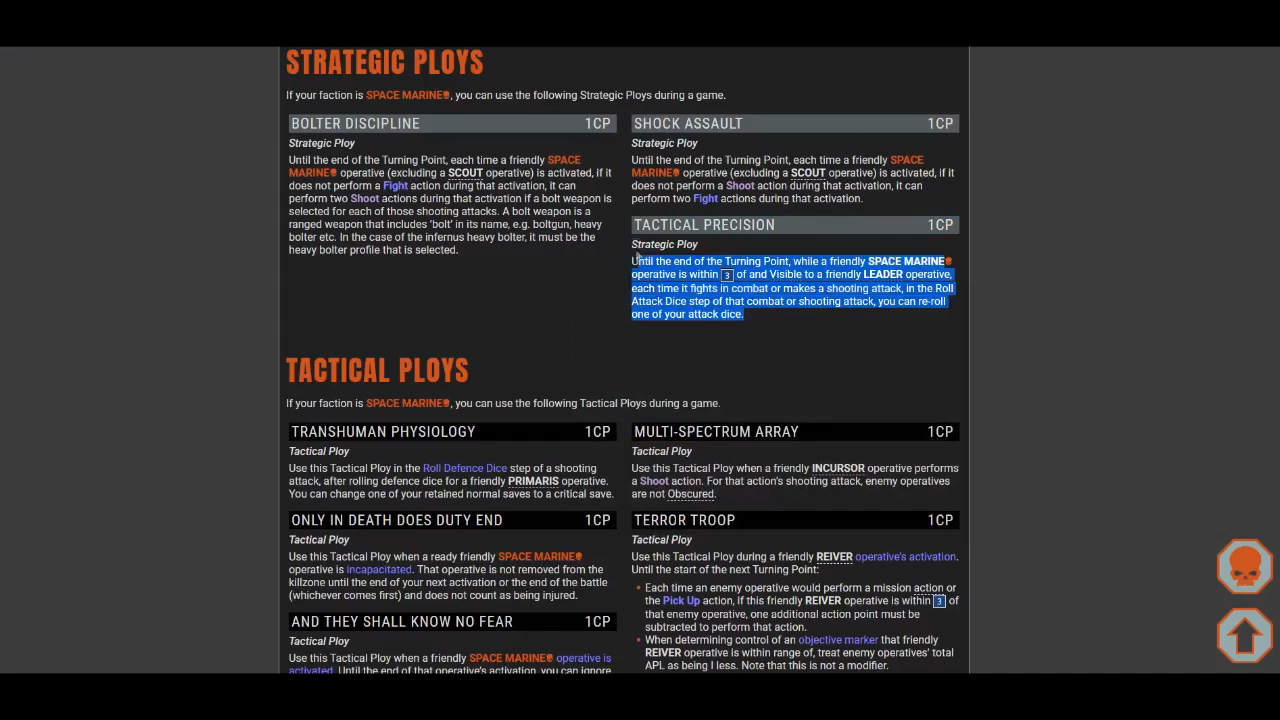 STRATEGIC PLOYS
If your faction is SPACE MARINE, you can use the following Strategic Ploys during a game.
BOLTER DISCIPLINE 1CP
Strategic Ploy
Until the end of the Turning Point, each time a friendly SPACE
MARINE operative (excluding a SCOUT operative) is activated, if it
does not perform a Fight action during that activation, it can
perform two Shoot actions during that activation if a bolt weapon is
selected for each of those shooting attacks. A bolt weapon is a
ranged weapon that includes 'bolt' in its name, e.g. boltgun, heavy
bolter etc. In the case of the infernus heavy bolter, it must be the
heavy bolter profile that is selected.
SHOCK ASSAULT 1CP
Strategic Ploy
Until the end of the Turning Point, each time a friendly SPACE
MARINE operative (excluding a SCOUT operative) is activated, if it
does not perform a Shoot action during that activation, it can
perform two Fight actions during that activation.
TACTICAL PRECISION 1CP
Strategic Ploy
Until the end of the Turning Point, while a friendly SPACE MARINE
operative is within 3 of and Visible to a friendly LEADER operative,
each time it fights in combat or makes a shooting attack, in the Roll
Attack Dice step of that combat or shooting attack, you can re-roll
one of your attack dice.
TACTICAL PLOYS
If your faction is SPACE MARINE, you can use the following Tactical Ploys during a game.
TRANSHUMAN PHYSIOLOGY 1CP
Tactical Ploy
Use this Tactical Ploy in the Roll Defence Dice step of a shooting
attack, after rolling defence dice for a friendly PRIMARIS operative.
You can change one of your retained normal saves to a critical save.
ONLY IN DEATH DOES DUTY END 1CP
Tactical Ploy
Use this Tactical Ploy when a ready friendly SPACE MARINE
operative is incapacitated. That operative is not removed from the
killzone until the end of your next activation or the end of the battle
(whichever comes first) and does not count as being injured.
AND THEY SHALL KNOW NO FEAR 1CP
Tactical Ploy
Use this Tactical Ploy when a friendly SPACE MARINE operative is
activated. Until the end of that operative's activation, you can ignore
MULTI-SPECTRUM ARRAY 1CP
Tactical Ploy
Use this Tactical Ploy when a friendly INCURSOR operative performs
a Shoot action. For that action's shooting attack, enemy operatives
are not Obscured.
TERROR TROOP 1CP
Tactical Ploy
Use this Tactical Ploy during a friendly REIVER operative's activation.
Until the start of the next Turning Point:
• Each time an enemy operative would perform a mission action or
the Pick Up action, if this friendly REIVER operative is within 3 of
that enemy operative, one additional action point must be
subtracted to perform that action.
• When determining control of an objective marker that friendly
REIVER operative is within range of, treat enemy operatives' total
APL as being I less. Note that this is not a modifier.